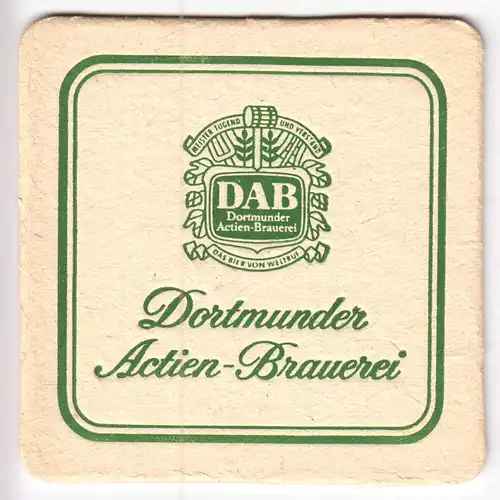 MEISTER TUGEND UND VERSTAND
DAB
Dortmunder
Actien-Brauerei
DAS BIER VON WELTRUF
Dortmunder
Actien-Brauerei